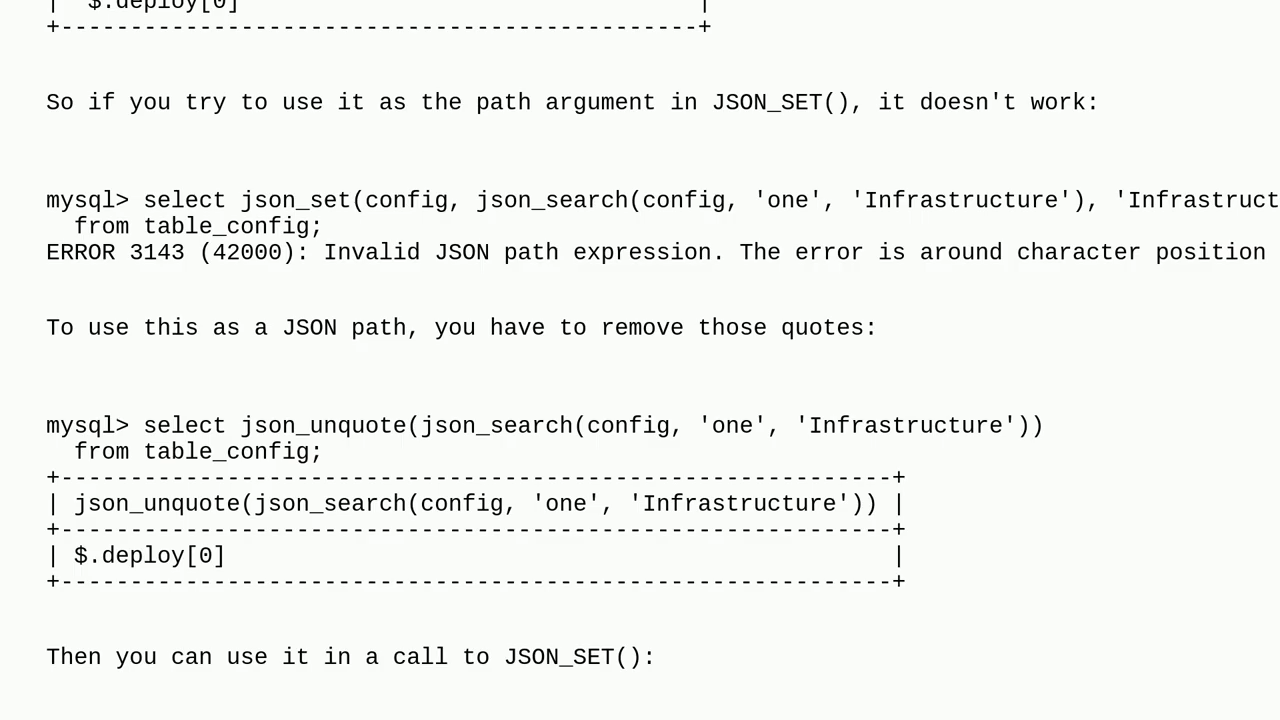 | "$.deploy[0] |
+----------------------------------------------+
So if you try to use it as the path argument in JSON_SET(), it doesn't work:
mysql> select json_set(config, json_search(config, 'one', 'Infrastructure'), 'Infrastruct
from table_config;
ERROR 3143 (42000): Invalid JSON path expression. The error is around character position
To use this as a JSON path, you have to remove those quotes:
mysql> select json_unquote(json_search(config, 'one', 'Infrastructure'))
from table_config;
+------------------------------------------------------------+
| json_unquote(json_search(config, 'one', 'Infrastructure')) |
+------------------------------------------------------------+
| $.deploy[0] |
+------------------------------------------------------------+
Then you can use it in a call to JSON_SET():